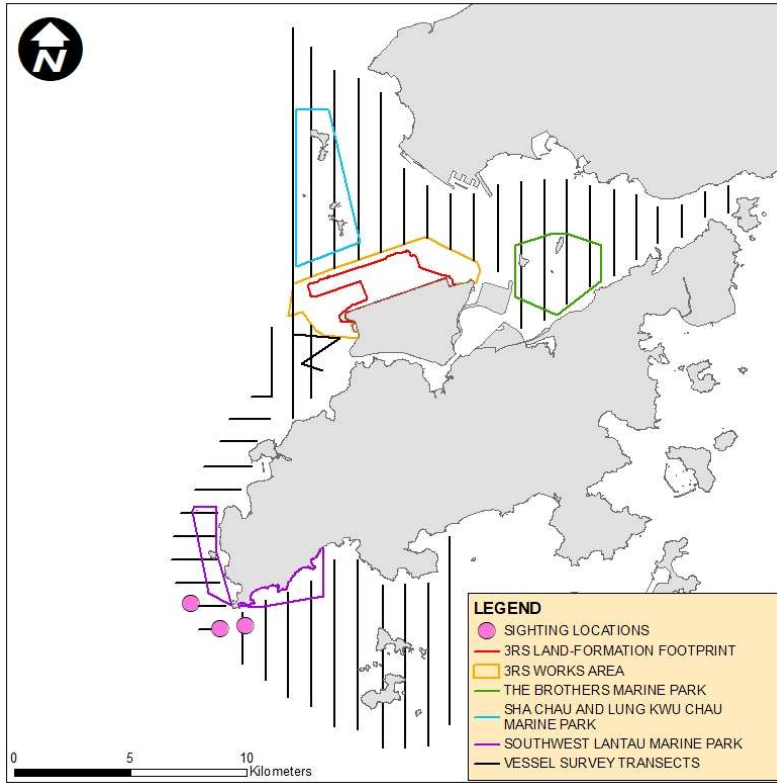 N
LEGEND
SIGHTING LOCATIONS
3RS LAND-FORMATION FOOTPRINT
3RS WORKS AREA
THE BROTHERS MARINE PARK
SHA CHAU AND LUNG KWU CHAU
MARINE PARK
SOUTHWEST LANTAU MARINE PARK
VESSEL SURVEY TRANSECTS
0 5 10
Kilometers